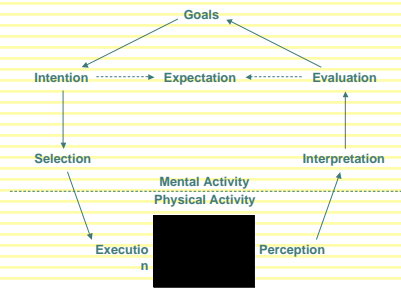 Goals
Intention Expectation Evaluation
Selection Interpretation
Mental Activity
Physical Activity
Executio Perception
n